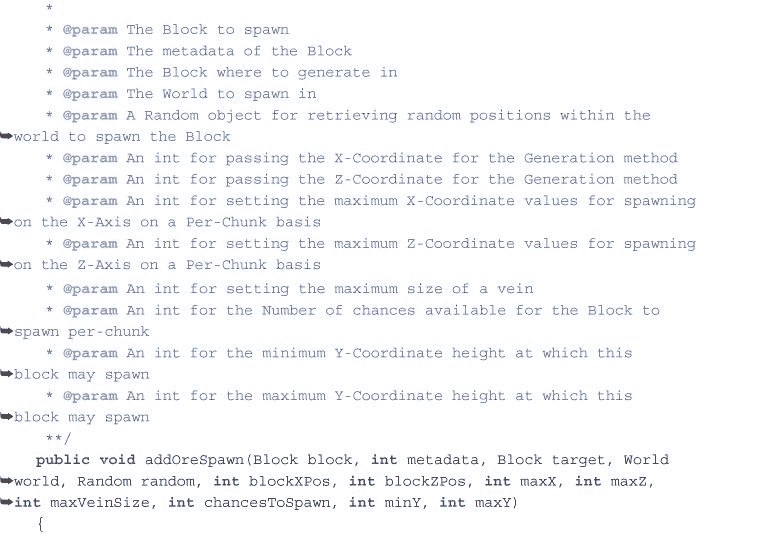 *
* @param The Block to spawn
* @param The metadata of the Block
* @param The Block where to generate in
* @param The World to spawn in
* @param A Random object for retrieving random positions within the
➥world to spawn the Block
* @param An int for passing the X-Coordinate for the Generation method
* @param An int for passing the Z-Coordinate for the Generation method
* @param An int for setting the maximum X-Coordinate values for spawning
➥on the X-Axis on a Per-Chunk basis
* @param An int for setting the maximum Z-Coordinate values for spawning
➥on the Z-Axis on a Per-Chunk basis
* @param An int for setting the maximum size of a vein
* @param An int for the Number of chances available for the Block to
➥spawn per-chunk
* @param An int for the minimum Y-Coordinate height at which this
➥block may spawn
* @param An int for the maximum Y-Coordinate height at which this
➥block may spawn
**/
public void addOreSpawn(Block block, int metadata, Block target, World
➥world, Random random, int blockXPos, int blockZPos, int maxX, int maxZ,
➥int maxVeinSize, int chancesToSpawn, int minY, int maxY)
{